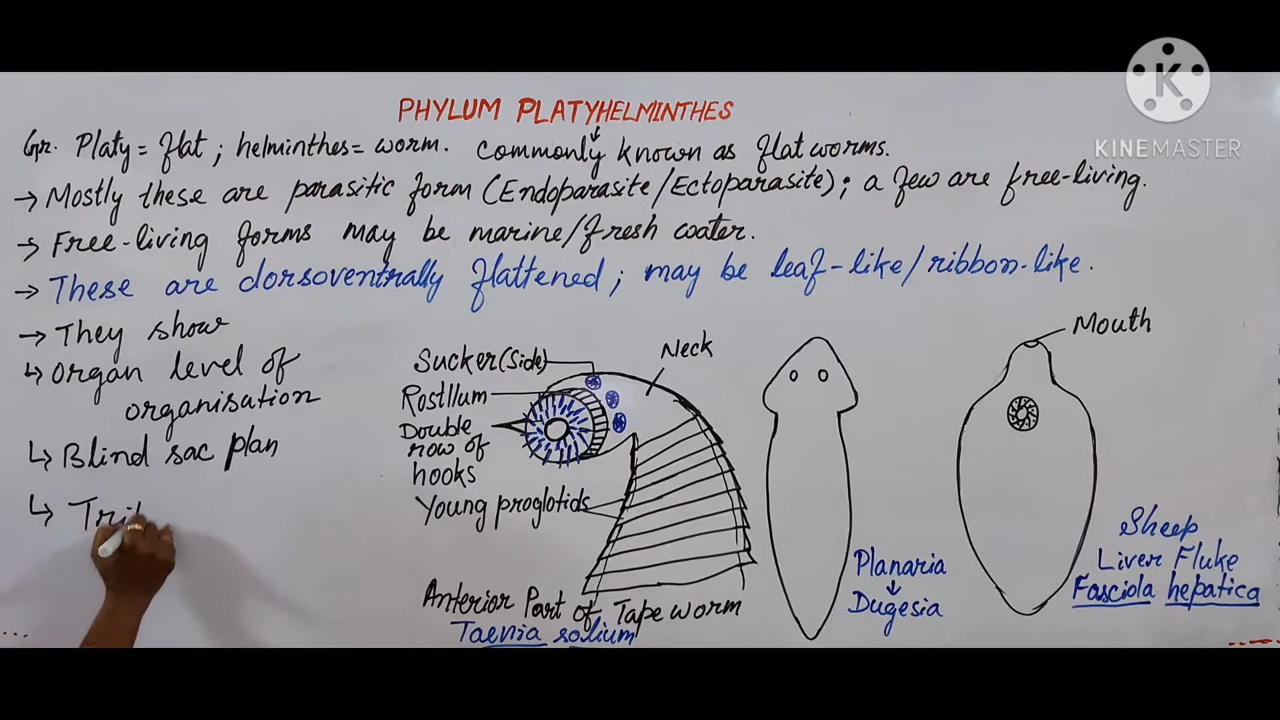 K
KINEMASTER
PHYLUM PLATYHELMINTHES
Gr. Platy = flat ; helminthes = worm. Commonly known as flat worms.
→ Mostly these are parasitic form (Endoparasite/Ectoparasite); a few are free-living.
→ Free-living forms may be marine/fresh water.
→ These are dorsoventrally flattened; may be leaf-like/ribbon-like.
→ They show
↳ Organ level of
organisation
↳ Blind sac plan
↳ Tri
Sucker (Side)
Neck
Rostllum
Double
row of
hooks
Young proglotids
Anterior Part of Tape worm
Taenia solium
Planaria
↓
Dugesia
Mouth
Sheep
Liver Fluke
Fasciola hepatica